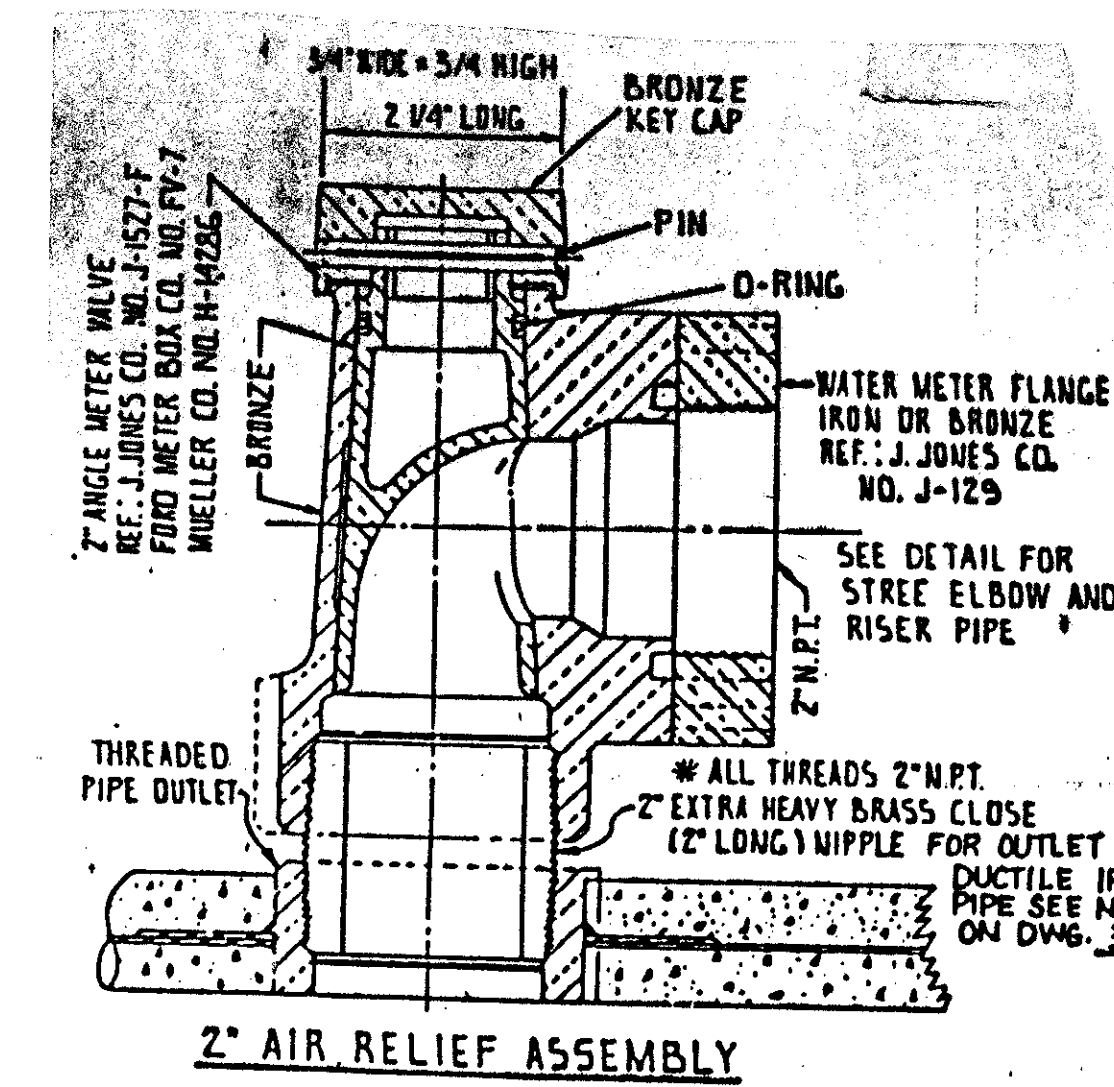 3/4" WIDE = 3/4 HIGH
2 1/4" LONG
BRONZE
KEY CAP
PIN
O-RING
2" ANGLE METER VALVE
REF.: J. JONES CO. NO. J-1527-F
FORD METER BOX CO. NO. FV-7
MUELLER CO. NO. H-14286
BRONZE
WATER METER FLANGE
IRON OR BRONZE
REF.: J. JONES CO.
NO. J-129
SEE DETAIL FOR
STREE ELBOW AND
RISER PIPE *
2" N.P.T.
THREADED
PIPE OUTLET
* ALL THREADS 2" N.P.T.
2" EXTRA HEAVY BRASS CLOSE
(2" LONG) NIPPLE FOR OUTLET
DUCTILE
PIPE SEE
ON DWG.
2" AIR RELIEF ASSEMBLY